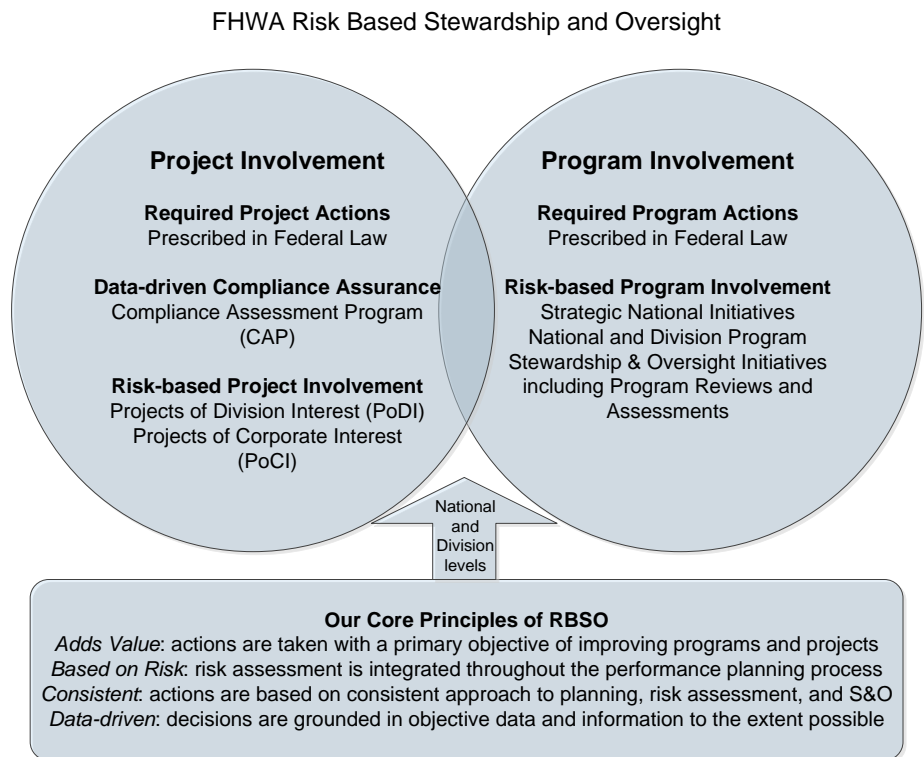 FHWA Risk Based Stewardship and Oversight
Project Involvement
Required Project Actions
Prescribed in Federal Law
Data-driven Compliance Assurance
Compliance Assessment Program
(CAP)
Risk-based Project Involvement
Projects of Division Interest (PoDI)
Projects of Corporate Interest
(PoCI)
Program Involvement
Required Program Actions
Prescribed in Federal Law
Risk-based Program Involvement
Strategic National Initiatives
National and Division Program
Stewardship & Oversight Initiatives
including Program Reviews and
Assessments
National
and
Division
levels
Our Core Principles of RBSO
Adds Value: actions are taken with a primary objective of improving programs and projects
Based on Risk: risk assessment is integrated throughout the performance planning process
Consistent: actions are based on consistent approach to planning, risk assessment, and S&O
Data-driven: decisions are grounded in objective data and information to the extent possible